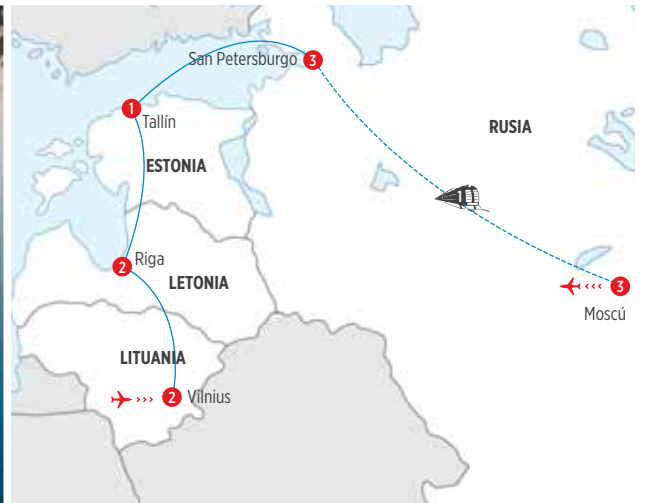 San Petersburgo 3
1
Tallín
RUSIA
ESTONIA
1
Riga
2
LETONIA
3
Moscú
LITUANIA
2 Vilnius